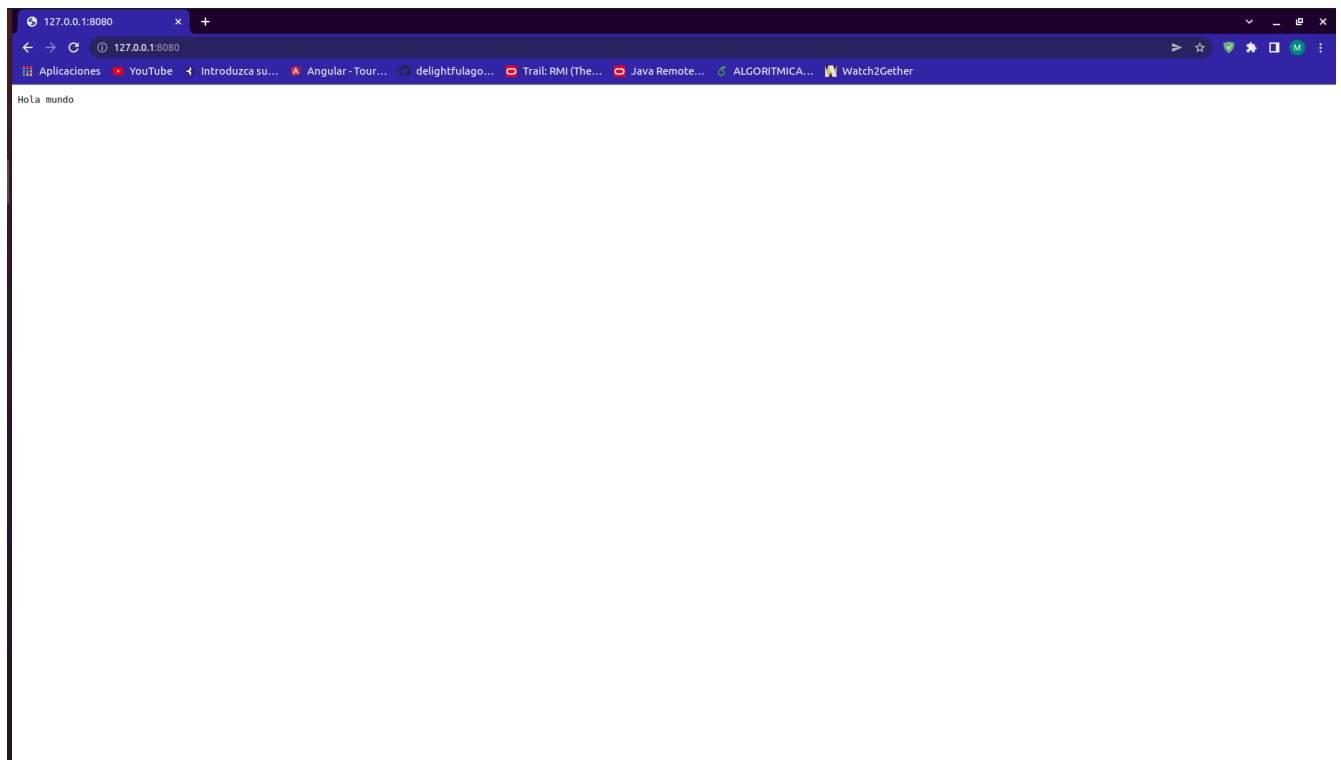 127.0.0.1:8080
127.0.0.1:8080
M
Aplicaciones YouTube Introduzca su... Angular - Tour... delightfulago... Trail: RMI (The... Java Remote... ALGORITMICA... Watch2Gether
Hola mundo